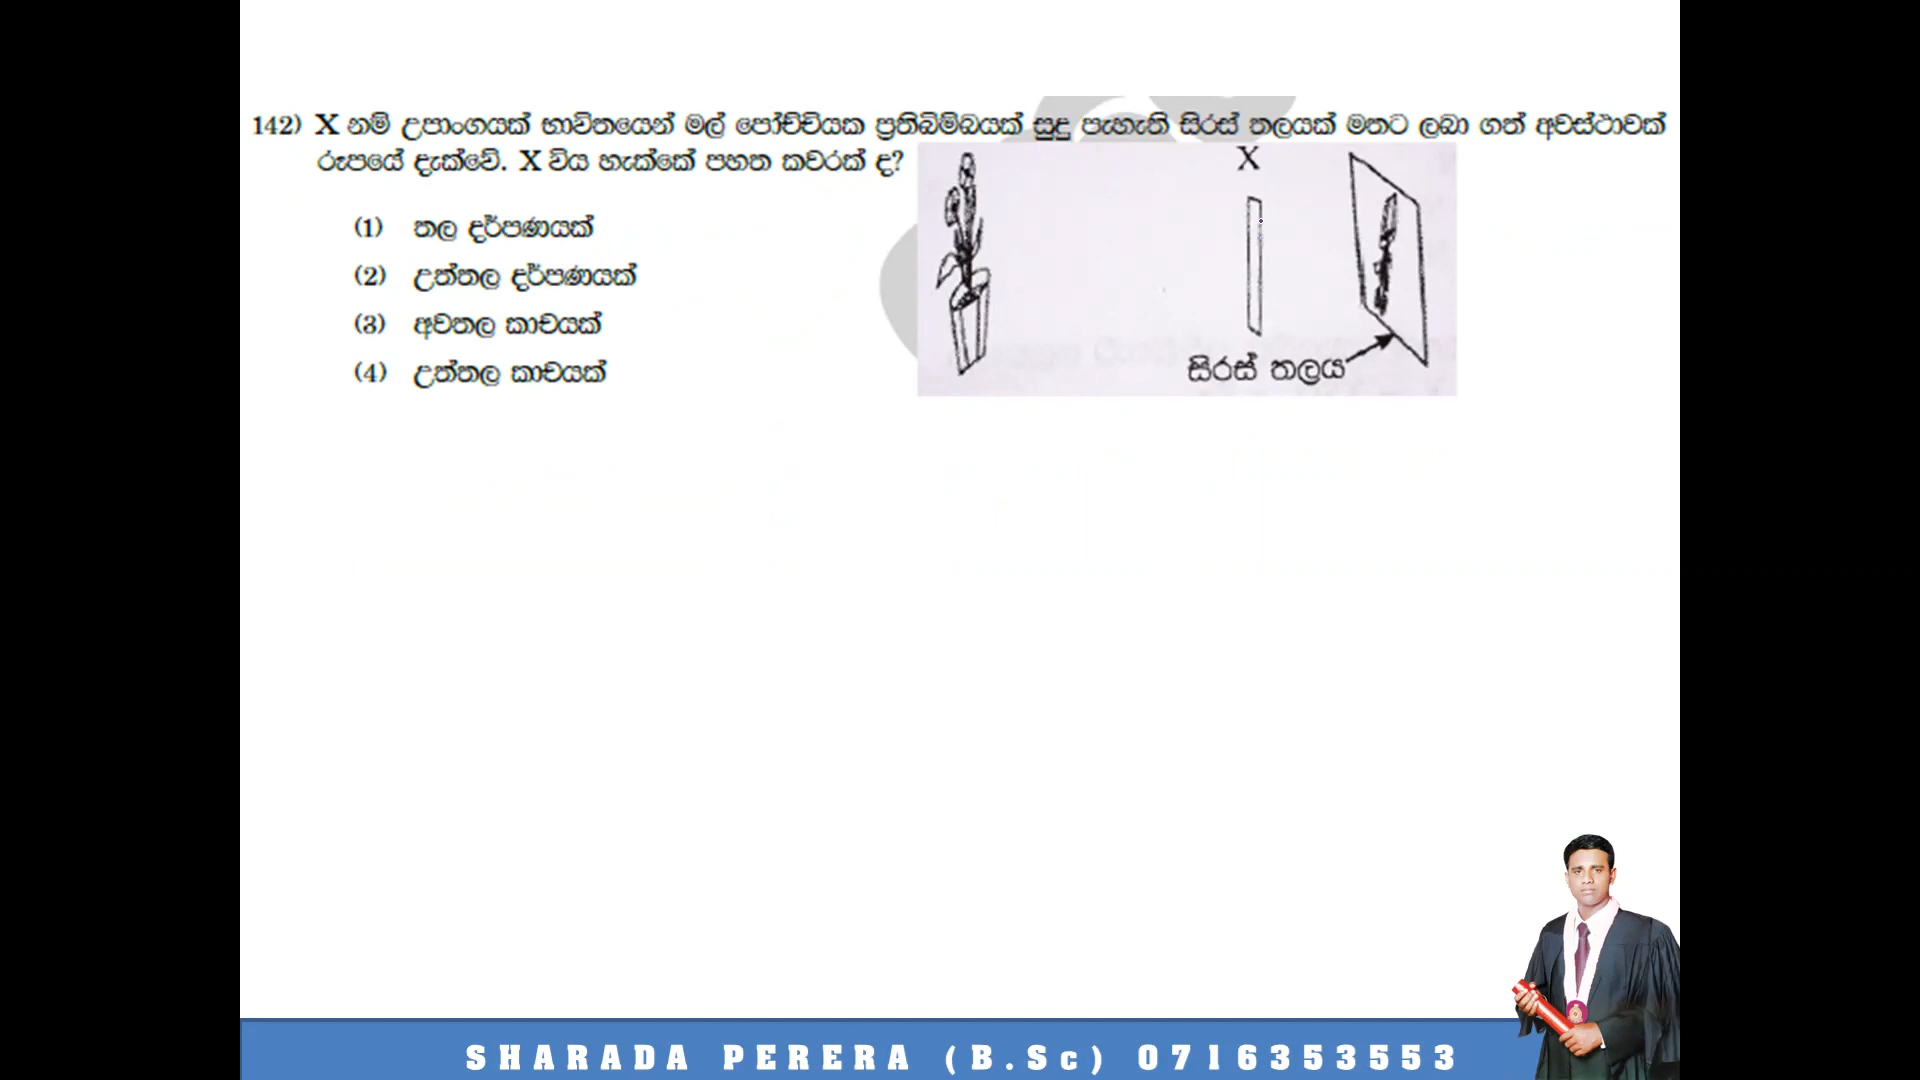 142) X නම් උපාංගයක් භාවිතයෙන් මල් පෝච්චියක ප්‍රතිබිම්බයක් සුදු පැහැති සිරස් තලයක් මතට ලබා ගත් අවස්ථාවක්
රූපයේ දැක්වේ. X විය හැක්කේ පහත කවරක් ද?
X
(1) තල දර්පණයක්
(2) උත්තල දර්පණයක්
(3) අවතල කාචයක්
(4) උත්තල කාචයක්
සිරස් තලය
SHARADA PERERA (B.Sc) 0716353553